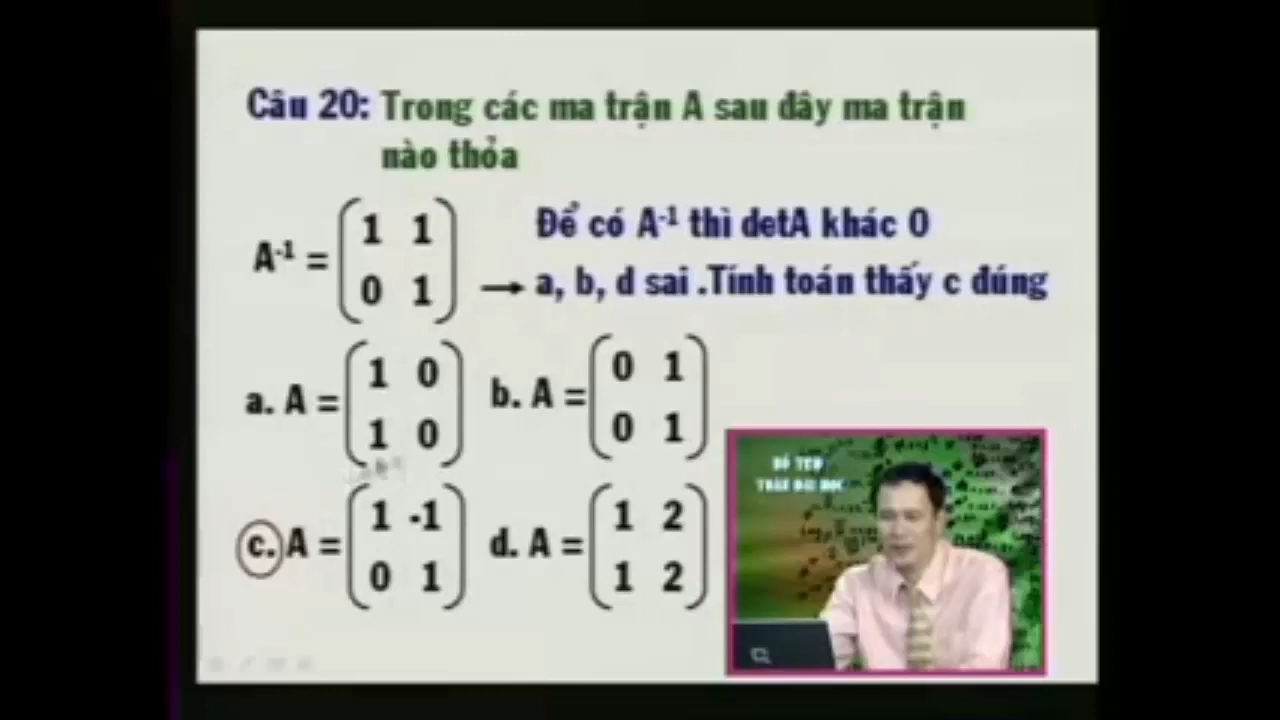 Câu 20: Trong các ma trận A sau đây ma trận
nào thỏa
A⁻¹ = (1 1
0 1)
Để có A⁻¹ thì detA khác 0
→ a, b, d sai .Tính toán thấy c đúng
a. A = (1 0
1 0)
b. A = (0 1
0 1)
c. A = (1 -1
0 1)
d. A = (1 2
1 2)